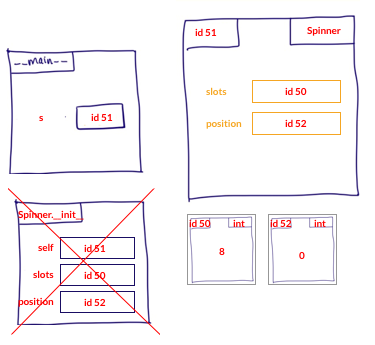 __main__
s
id 51
id 51
Spinner
slots
id 50
position
id 52
Spinner.__init_
self
id 51
slots
id 50
position
id 52
id 50
int
8
id 52
int
0